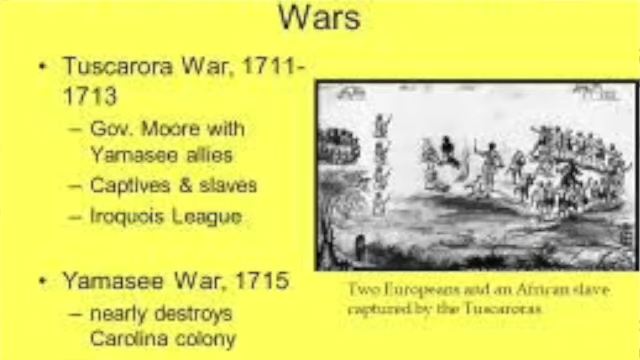 Wars
• Tuscarora War, 1711-
1713
– Gov. Moore with
Yamasee allies
– Captives & slaves
– Iroquois League
• Yamasee War, 1715
– nearly destroys
Carolina colony
Two Europeans and an African slave
captured by the Tuscaroras